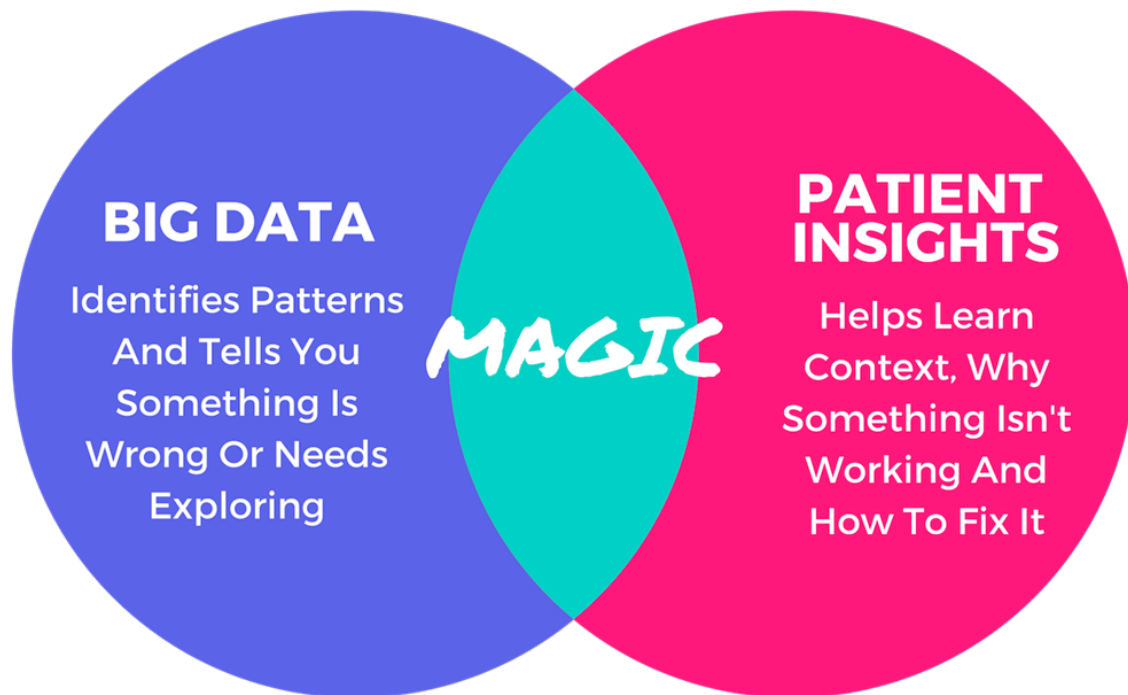 BIG DATA
Identifies Patterns
And Tells You
Something Is
Wrong Or Needs
Exploring
MAGIC
PATIENT
INSIGHTS
Helps Learn
Context, Why
Something Isn't
Working And
How To Fix It